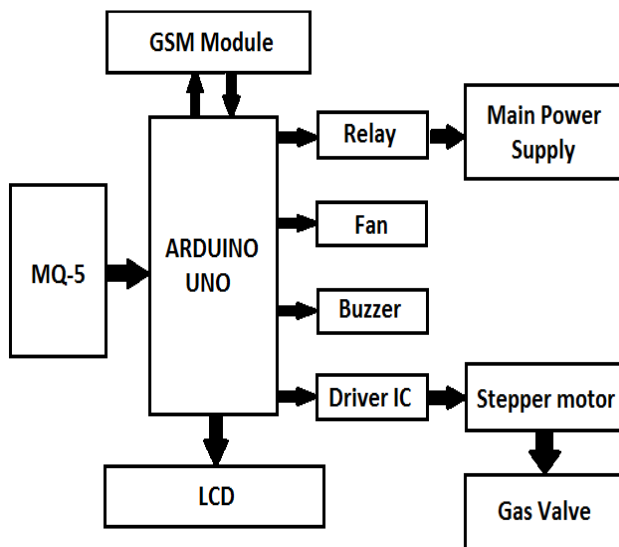 GSM Module
Relay
Main Power
Supply
MQ-5
ARDUINO
UNO
Fan
Buzzer
Driver IC
Stepper motor
LCD
Gas Valve